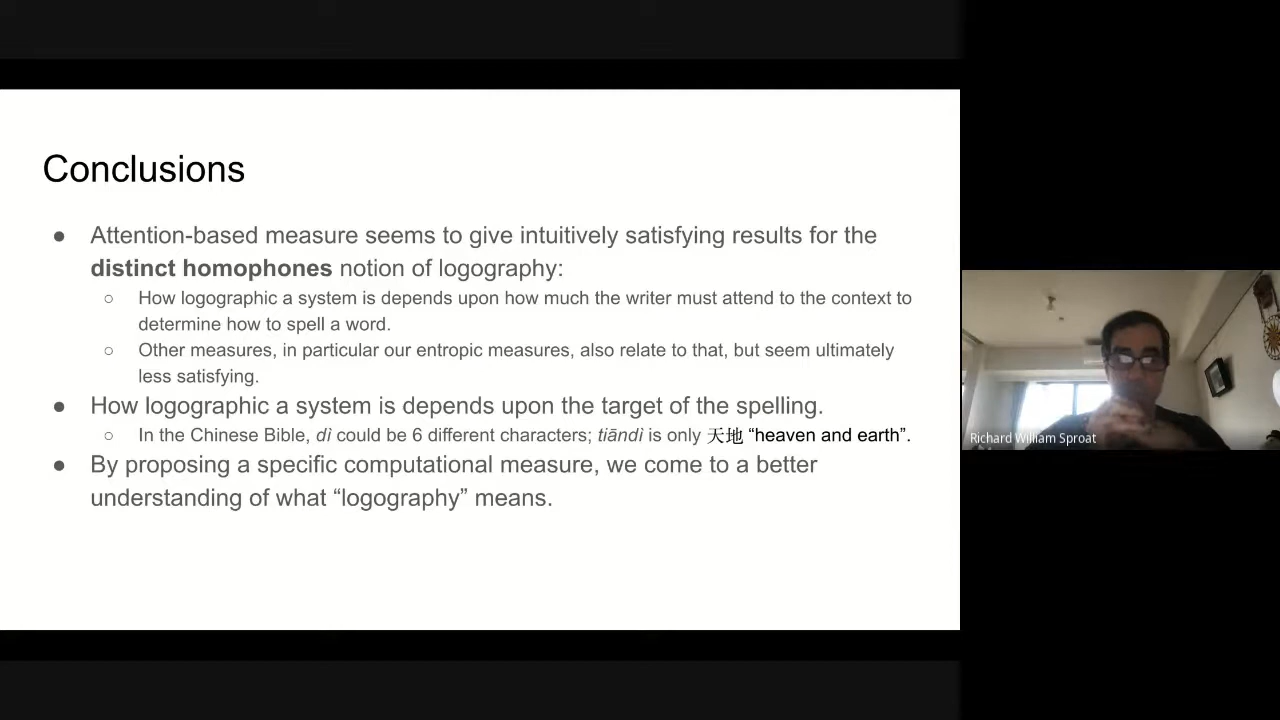 Conclusions
● Attention-based measure seems to give intuitively satisfying results for the
distinct homophones notion of logography:
○ How logographic a system is depends upon how much the writer must attend to the context to
determine how to spell a word.
○ Other measures, in particular our entropic measures, also relate to that, but seem ultimately
less satisfying.
● How logographic a system is depends upon the target of the spelling.
○ In the Chinese Bible, dì could be 6 different characters; tiāndì is only 天地 “heaven and earth”.
● By proposing a specific computational measure, we come to a better
understanding of what “logography” means.
Richard William Sproat